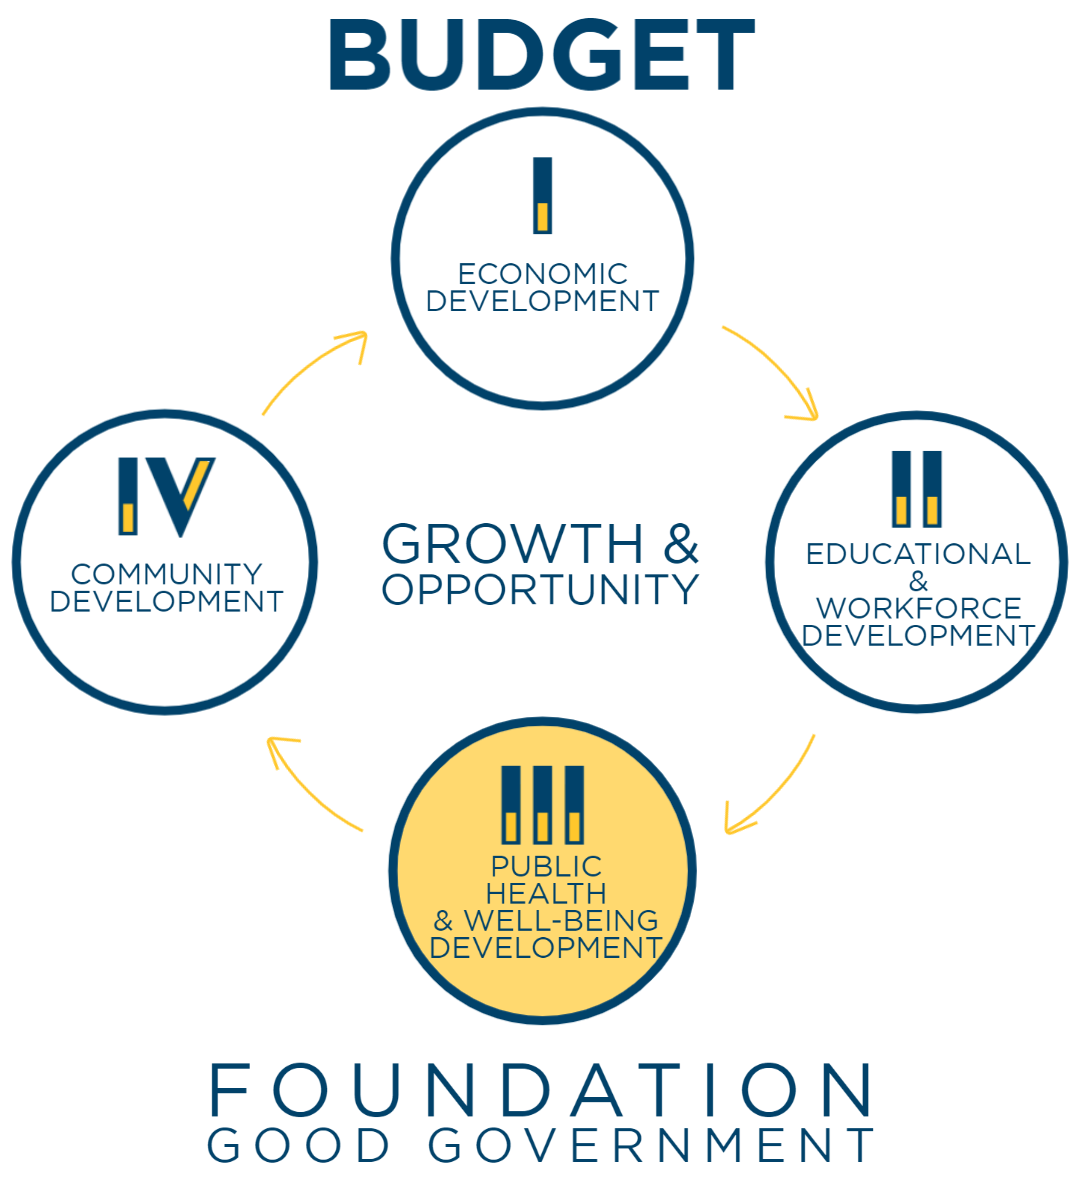 BUDGET
I
ECONOMIC
DEVELOPMENT
II
EDUCATIONAL
&
WORKFORCE
DEVELOPMENT
III
PUBLIC
HEALTH
& WELL-BEING
DEVELOPMENT
IV
COMMUNITY
DEVELOPMENT
GROWTH &
OPPORTUNITY
FOUNDATION
GOOD GOVERNMENT